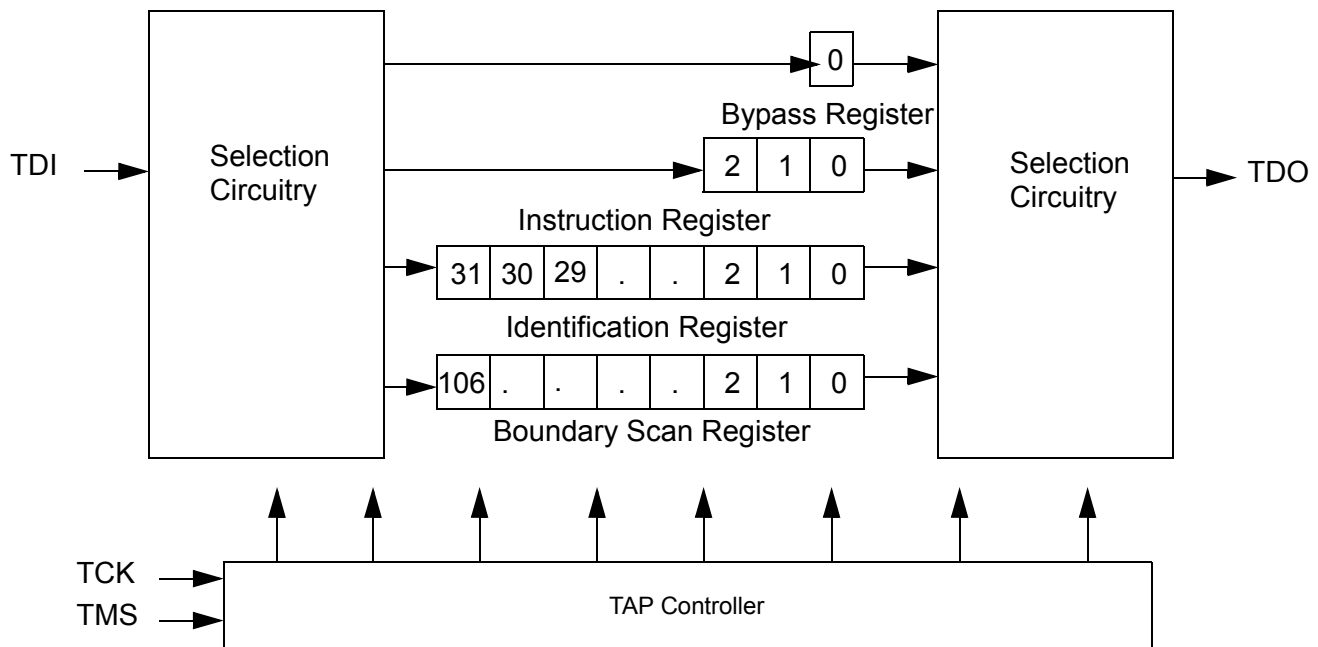 0
Bypass Register
TDI
Selection
Circuitry
2 1 0
Selection
Circuitry
TDO
Instruction Register
31 30 29 . . 2 1 0
Identification Register
106 . . . . 2 1 0
Boundary Scan Register
TCK
TMS
TAP Controller